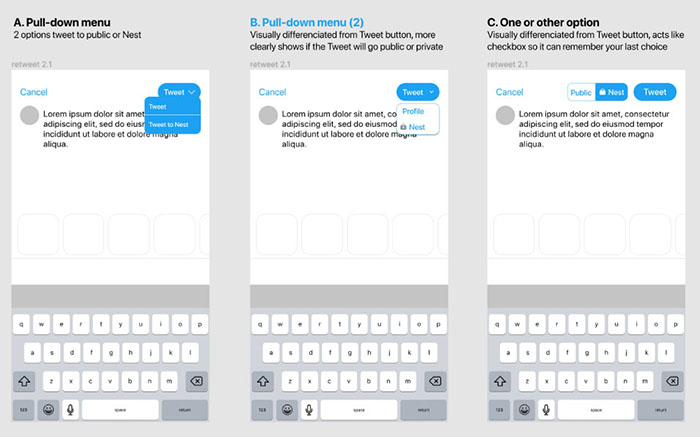 A. Pull-down menu
2 options tweet to public or Nest
B. Pull-down menu (2)
Visually differenciated from Tweet button, more
clearly shows if the Tweet will go public or private
C. One or other option
Visually differenciated from Tweet button, acts like
checkbox so it can remember your last choice
retweet 2.1
Cancel
Tweet
Tweet
Tweet to Nest
Lorem ipsum dolor sit amet
adipiscing elit, sed do eiu
incididunt ut labore et dolore magna
aliqua.
q w e r t y u i o p
a s d f g h j k l
z x c v b n m
123 space return
retweet 2.1
Cancel
Tweet
Profile
Nest
Lorem ipsum dolor sit amet
adipiscing elit, sed do eiusmod
incididunt ut labore et dolore magna
aliqua.
q w e r t y u i o p
a s d f g h j k l
z x c v b n m
123 space return
retweet 2.1
Cancel
Public Nest Tweet
Lorem ipsum dolor sit amet, consectetur
adipiscing elit, sed do eiusmod tempor
incididunt ut labore et dolore magna
aliqua.
q w e r t y u i o p
a s d f g h j k l
z x c v b n m
123 space return